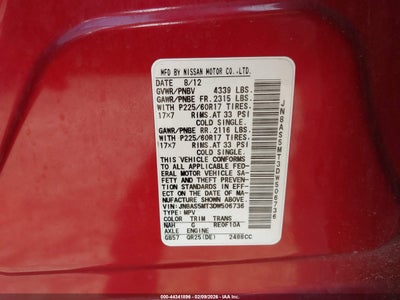 MFD BY NISSAN MOTOR CO.,LTD.
DATE 8/12
GVWR/PNBV 4339 LBS.
GAWR/PNBE FR. 2315 LBS.
WITH P225/60R17 TIRES.
17x7 RIMS. AT 33 PSI
COLD SINGLE.
GAWR/PNBE RR. 2116 LBS.
WITH P225/60R17 TIRES.
17x7 RIMS. AT 33 PSI
COLD SINGLE.
THIS VEHICLE CONFORMS
TO ALL APPLICABLE FED-
ERAL MOTOR VEHICLE SA-
FETY AND THEFT PREV-
ENTION STANDARDS IN EFF-
ECT ON THE DATE OF MA-
NUFACTURE SHOWN ABOVE.
VIN:JN8AS5MT3DW506736
TYPE: MPV
COLOR TRIM TRANS
NAH G RE0F10A
AXLE ENGINE
GB57 QR25(DE) 2488CC
JN8AS5MT3DW506736
000-44341896 - 02/09/2026 - IAA Holdings, LLC